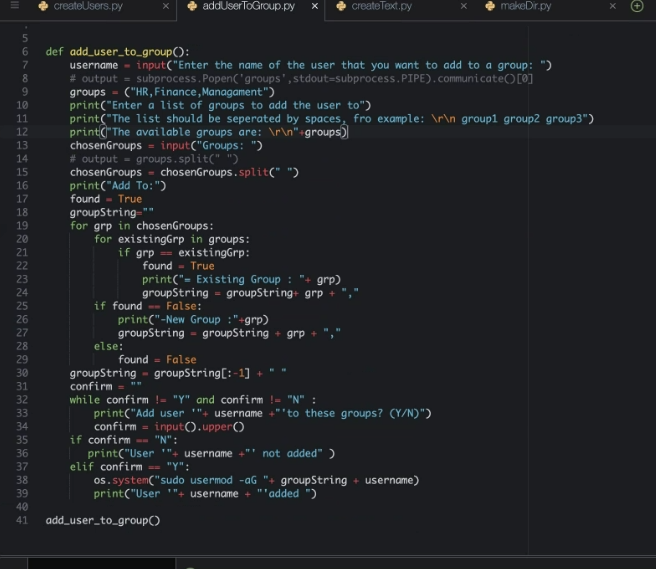 createUsers.py × addUserToGroup.py × createText.py × makeDir.py ×
5
6 def add_user_to_group():
7 username = input("Enter the name of the user that you want to add to a group: ")
8 # output = subprocess.Popen('groups',stdout=subprocess.PIPE).communicate()[0]
9 groups = ("HR,Finance,Managament")
10 print("Enter a list of groups to add the user to")
11 print("The list should be seperated by spaces, fro example: \r\n group1 group2 group3")
12 print("The available groups are: \r\n"+groups)
13 chosenGroups = input("Groups: ")
14 # output = groups.split(" ")
15 chosenGroups = chosenGroups.split(" ")
16 print("Add To:")
17 found = True
18 groupString=""
19 for grp in chosenGroups:
20 for existingGrp in groups:
21 if grp == existingGrp:
22 found = True
23 print("= Existing Group : "+ grp)
24 groupString = groupString+ grp + ","
25 if found == False:
26 print("-New Group :"+grp)
27 groupString = groupString + grp + ","
28 else:
29 found = False
30 groupString = groupString[:-1] + " "
31 confirm = ""
32 while confirm != "Y" and confirm != "N" :
33 print("Add user '"+ username +"'to these groups? (Y/N)")
34 confirm = input().upper()
35 if confirm == "N":
36 print("User '"+ username +"' not added" )
37 elif confirm == "Y":
38 os.system("sudo usermod -aG "+ groupString + username)
39 print("User '"+ username + "'added ")
40
41 add_user_to_group()